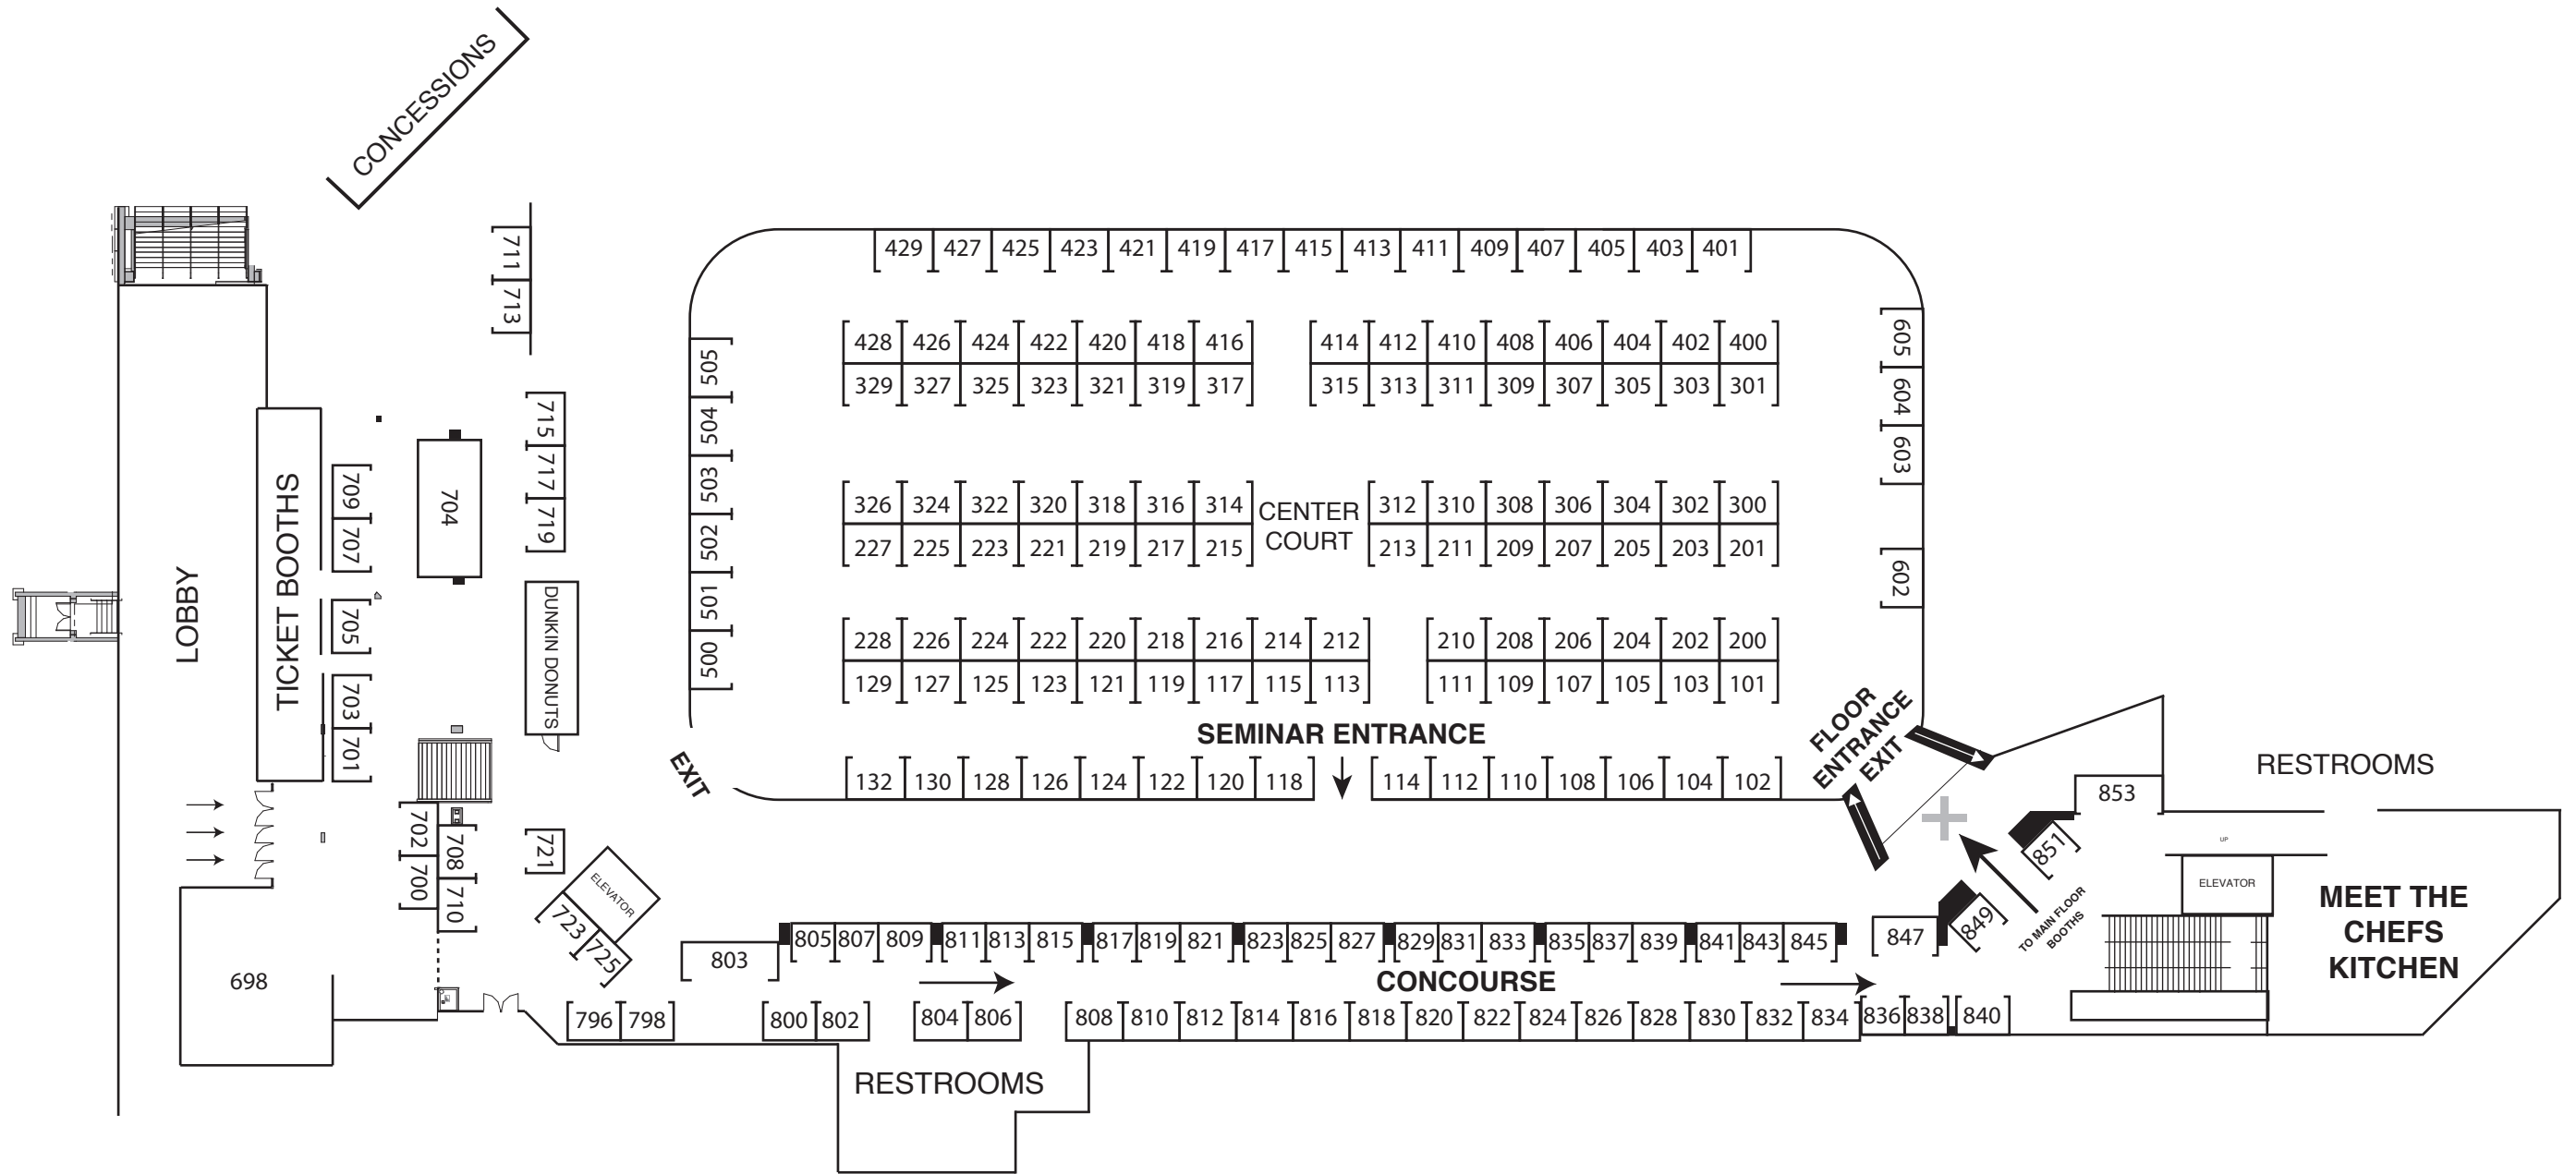 CONCESSIONS
711
713
429 427 425 423 421 419 417 415 413 411 409 407 405 403 401
428 426 424 422 420 418 416 414 412 410 408 406 404 402 400
329 327 325 323 321 319 317 315 313 311 309 307 305 303 301
505
504
503
502
501
500
605
604
603
602
326 324 322 320 318 316 314 312 310 308 306 304 302 300
227 225 223 221 219 217 215 213 211 209 207 205 203 201
CENTER
COURT
228 226 224 222 220 218 216 214 212 210 208 206 204 202 200
129 127 125 123 121 119 117 115 113 111 109 107 105 103 101
SEMINAR ENTRANCE
132 130 128 126 124 122 120 118 114 112 110 108 106 104 102
EXIT
FLOOR
ENTRANCE
EXIT
LOBBY
TICKET BOOTHS
709
707
705
703
701
704
715
717
719
DUNKIN DONUTS
702
700
708
710
721
ELEVATOR
723
725
698
803
805 807 809 811 813 815 817 819 821 823 825 827 829 831 833 835 837 839 841 843 845
847
849
851
853
CONCOURSE
796 798 800 802 804 806 808 810 812 814 816 818 820 822 824 826 828 830 832 834 836 838 840
RESTROOMS
TO MAIN FLOOR
BOOTHS
RESTROOMS
UP
ELEVATOR
MEET THE
CHEFS
KITCHEN